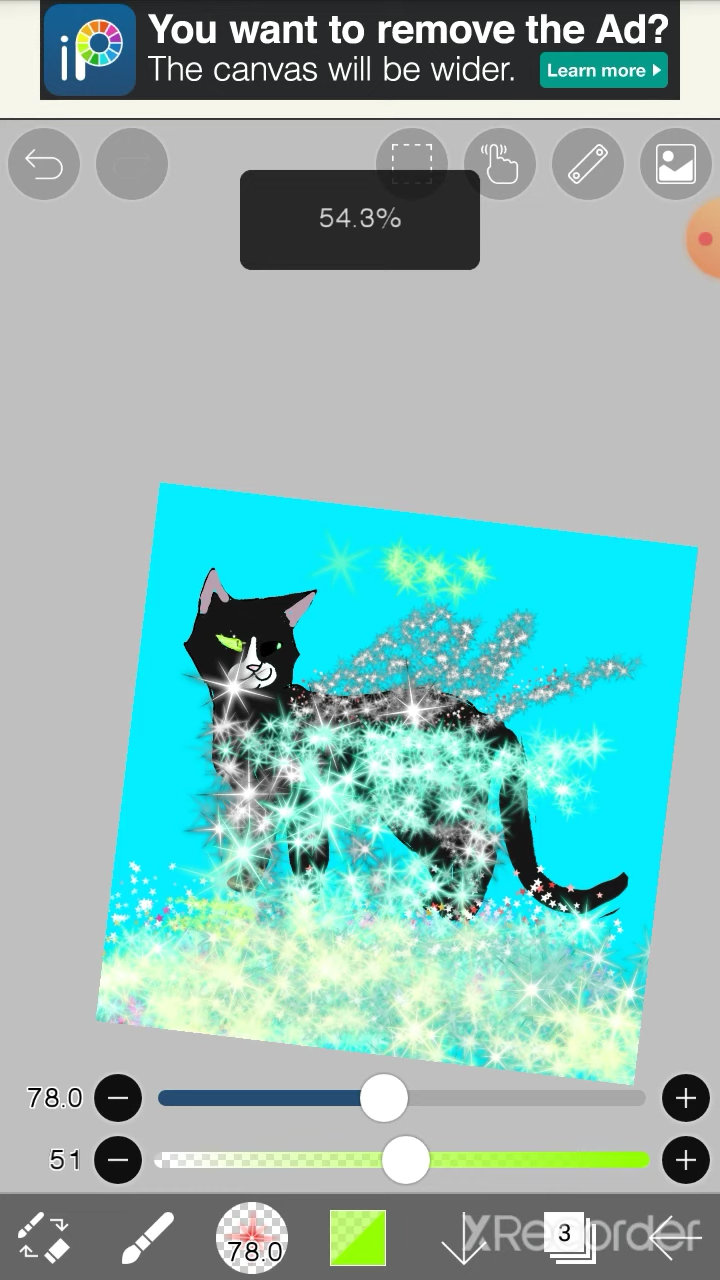 iP
You want to remove the Ad?
The canvas will be wider.
Learn more
54.3%
78.0
51
78.0
3
XRecorder